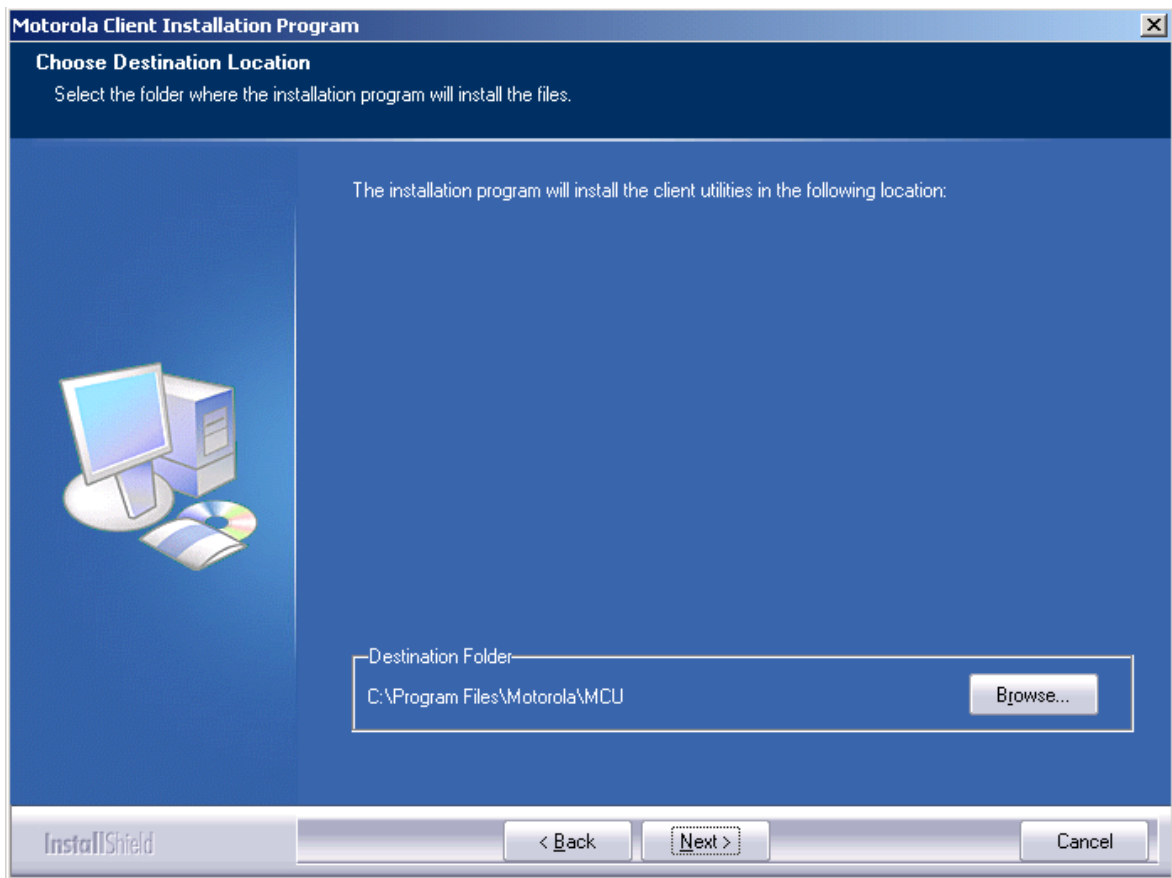 Motorola Client Installation Program
Choose Destination Location
Select the folder where the installation program will install the files.
The installation program will install the client utilities in the following location:
Destination Folder
C:\Program Files\Motorola\MCU
Browse...
InstallShield
< Back
Next >
Cancel